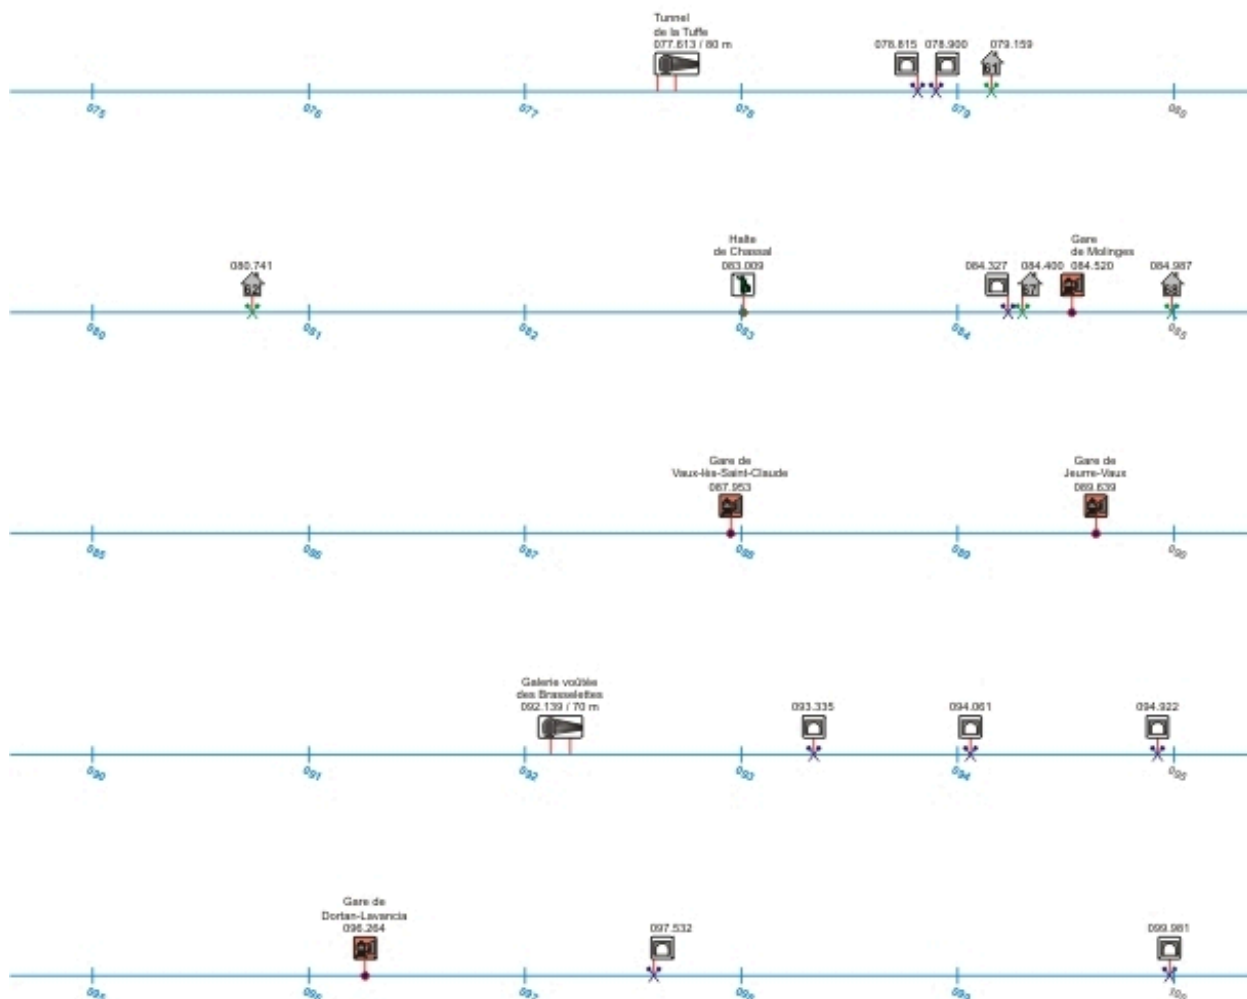 Tunnel
de la Tuffe
077.613 / 80 m
078.815 078.900 079.159
61
075 076 077 078 079 080
Halte
de Chassal
083.009
Gare
de Molinges
080.741 084.327 084.400 084.520 084.987
62 67 68
080 081 082 083 084 085
Gare de
Vaux-lès-Saint-Claude
087.953
Gare de
Jeurre-Vaux
089.639
085 086 087 088 089 090
Galerie voûtée
des Brasselettes
092.139 / 70 m
093.335 094.061 094.922
090 091 092 093 094 095
Gare de
Dortan-Lavancia
096.264
097.532 099.981
095 096 097 098 099 100